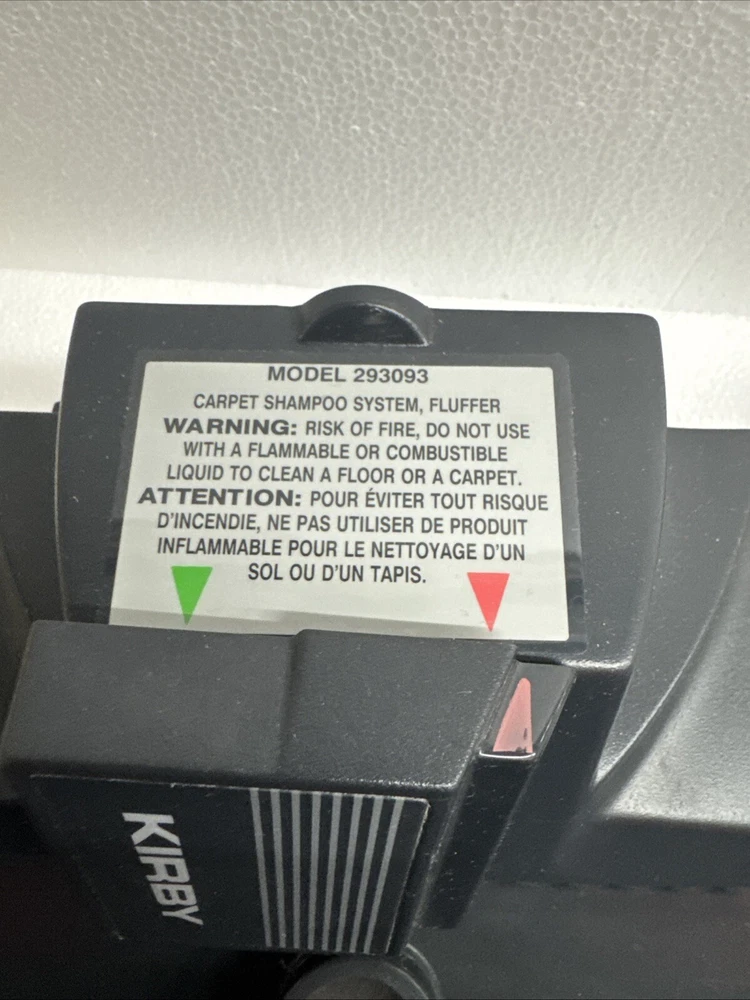 MODEL 293093
CARPET SHAMPOO SYSTEM, FLUFFER
WARNING: RISK OF FIRE, DO NOT USE
WITH A FLAMMABLE OR COMBUSTIBLE
LIQUID TO CLEAN A FLOOR OR A CARPET.
ATTENTION: POUR ÉVITER TOUT RISQUE
D'INCENDIE, NE PAS UTILISER DE PRODUIT
INFLAMMABLE POUR LE NETTOYAGE D'UN
SOL OU D'UN TAPIS.
KIRBY